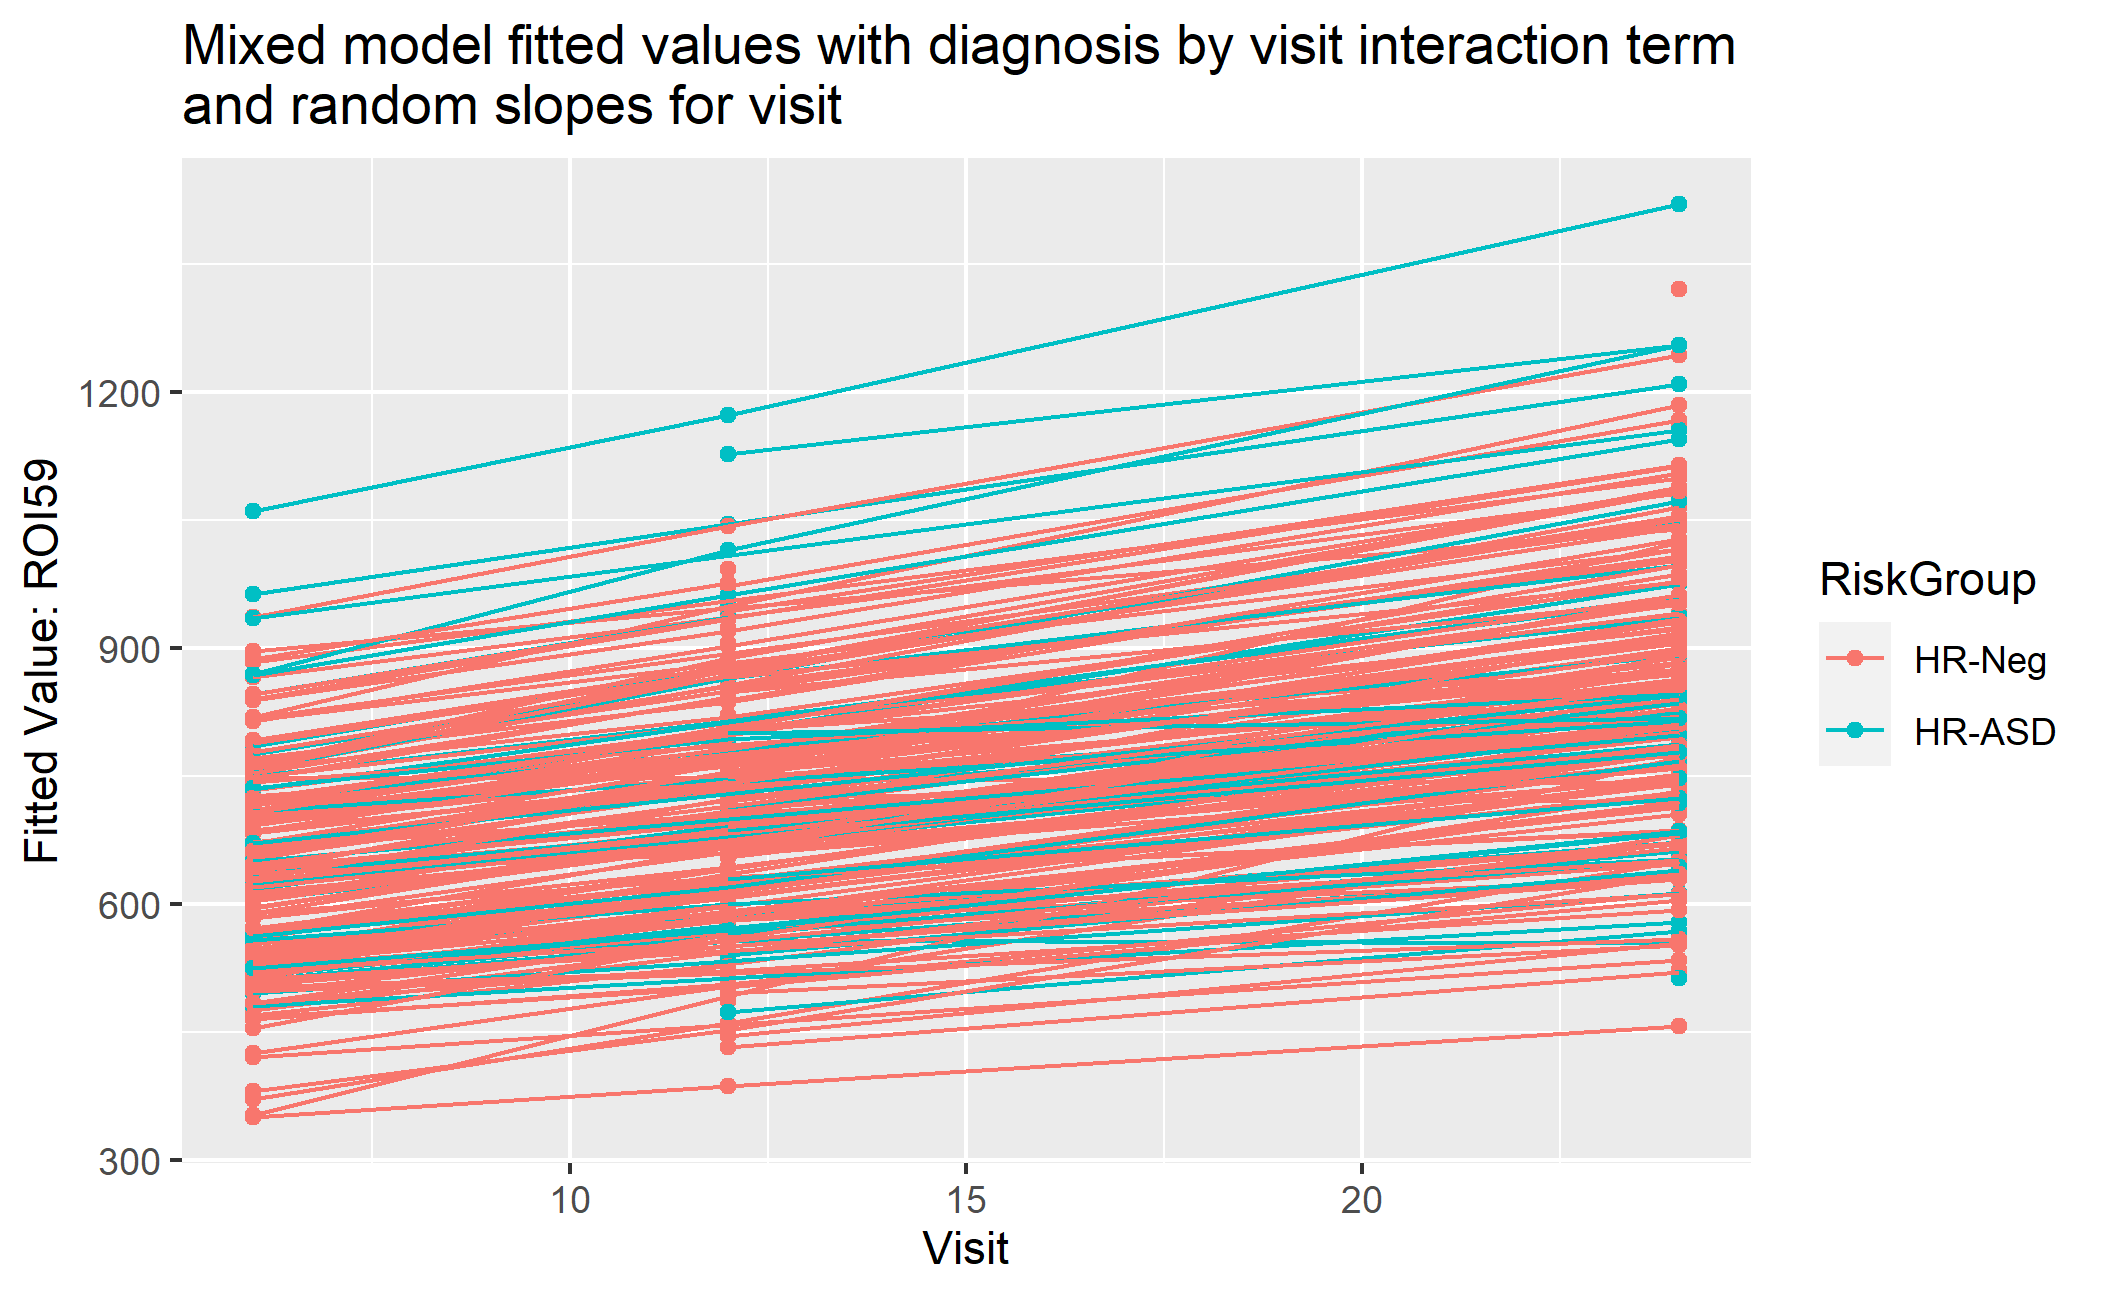 Mixed model fitted values with diagnosis by visit interaction term
and random slopes for visit
Fitted Value: ROI59
1200
900
600
300
10
15
20
Visit
RiskGroup
HR-Neg
HR-ASD